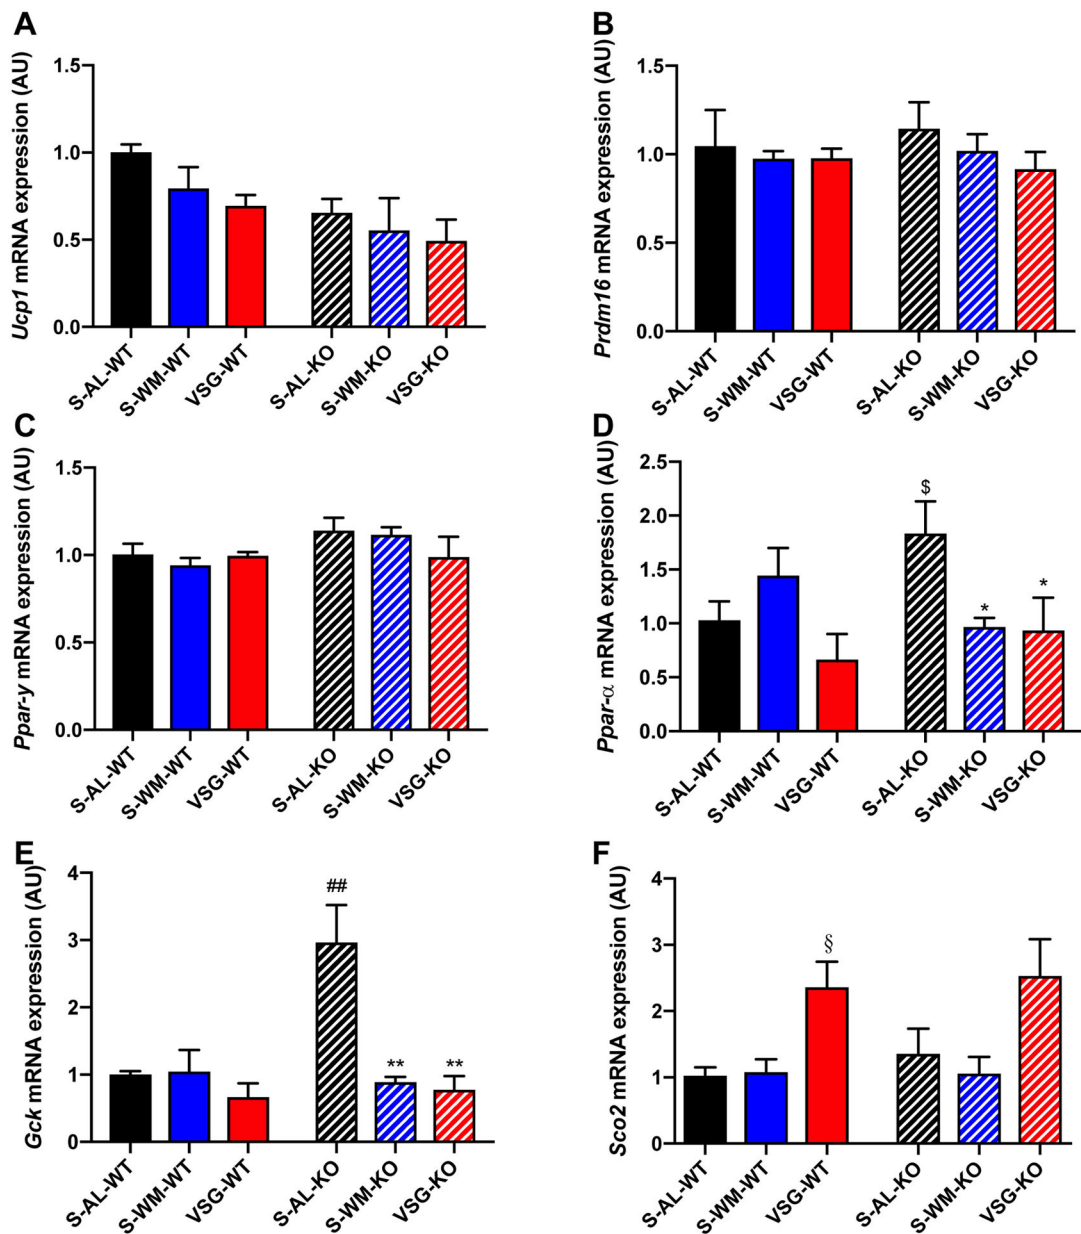 A
Ucp1 mRNA expression (AU)
1.5
1.0
0.5
0.0
S-AL-WT
S-WM-WT
VSG-WT
S-AL-KO
S-WM-KO
VSG-KO
B
Prdm16 mRNA expression (AU)
1.5
1.0
0.5
0.0
S-AL-WT
S-WM-WT
VSG-WT
S-AL-KO
S-WM-KO
VSG-KO
C
Ppar-y mRNA expression (AU)
1.5
1.0
0.5
0.0
S-AL-WT
S-WM-WT
VSG-WT
S-AL-KO
S-WM-KO
VSG-KO
D
Ppar-α mRNA expression (AU)
2.5
2.0
1.5
1.0
0.5
0.0
$
*
*
S-AL-WT
S-WM-WT
VSG-WT
S-AL-KO
S-WM-KO
VSG-KO
E
Gck mRNA expression (AU)
4
3
2
1
0
##
**
**
S-AL-WT
S-WM-WT
VSG-WT
S-AL-KO
S-WM-KO
VSG-KO
F
Sco2 mRNA expression (AU)
4
3
2
1
0
§
S-AL-WT
S-WM-WT
VSG-WT
S-AL-KO
S-WM-KO
VSG-KO